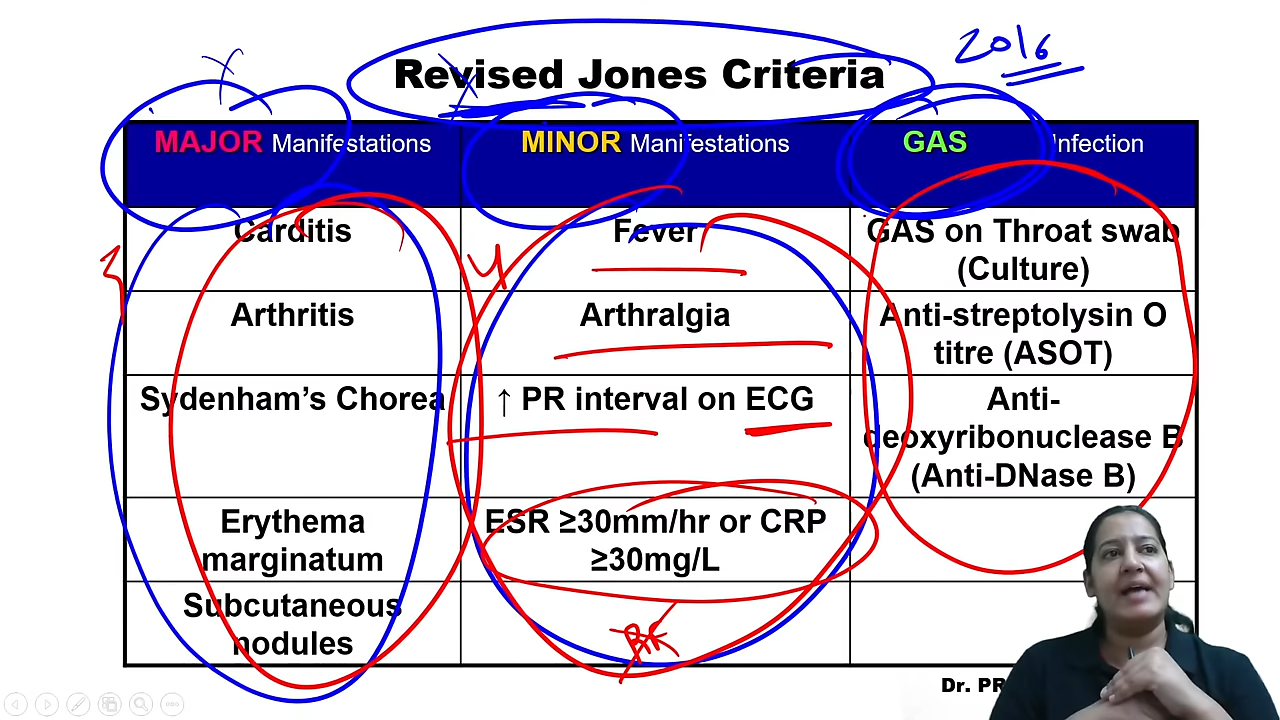 2016
Revised Jones Criteria
MAJOR Manifestations
MINOR Manifestations
GAS Infection
Carditis
Fever
GAS on Throat swab
(Culture)
Arthritis
Arthralgia
Anti-streptolysin O
titre (ASOT)
Sydenham's Chorea
↑ PR interval on ECG
Anti-
deoxyribonuclease B
(Anti-DNase B)
Erythema
marginatum
ESR ≥30mm/hr or CRP
≥30mg/L
Subcutaneous
nodules
Dr. PR